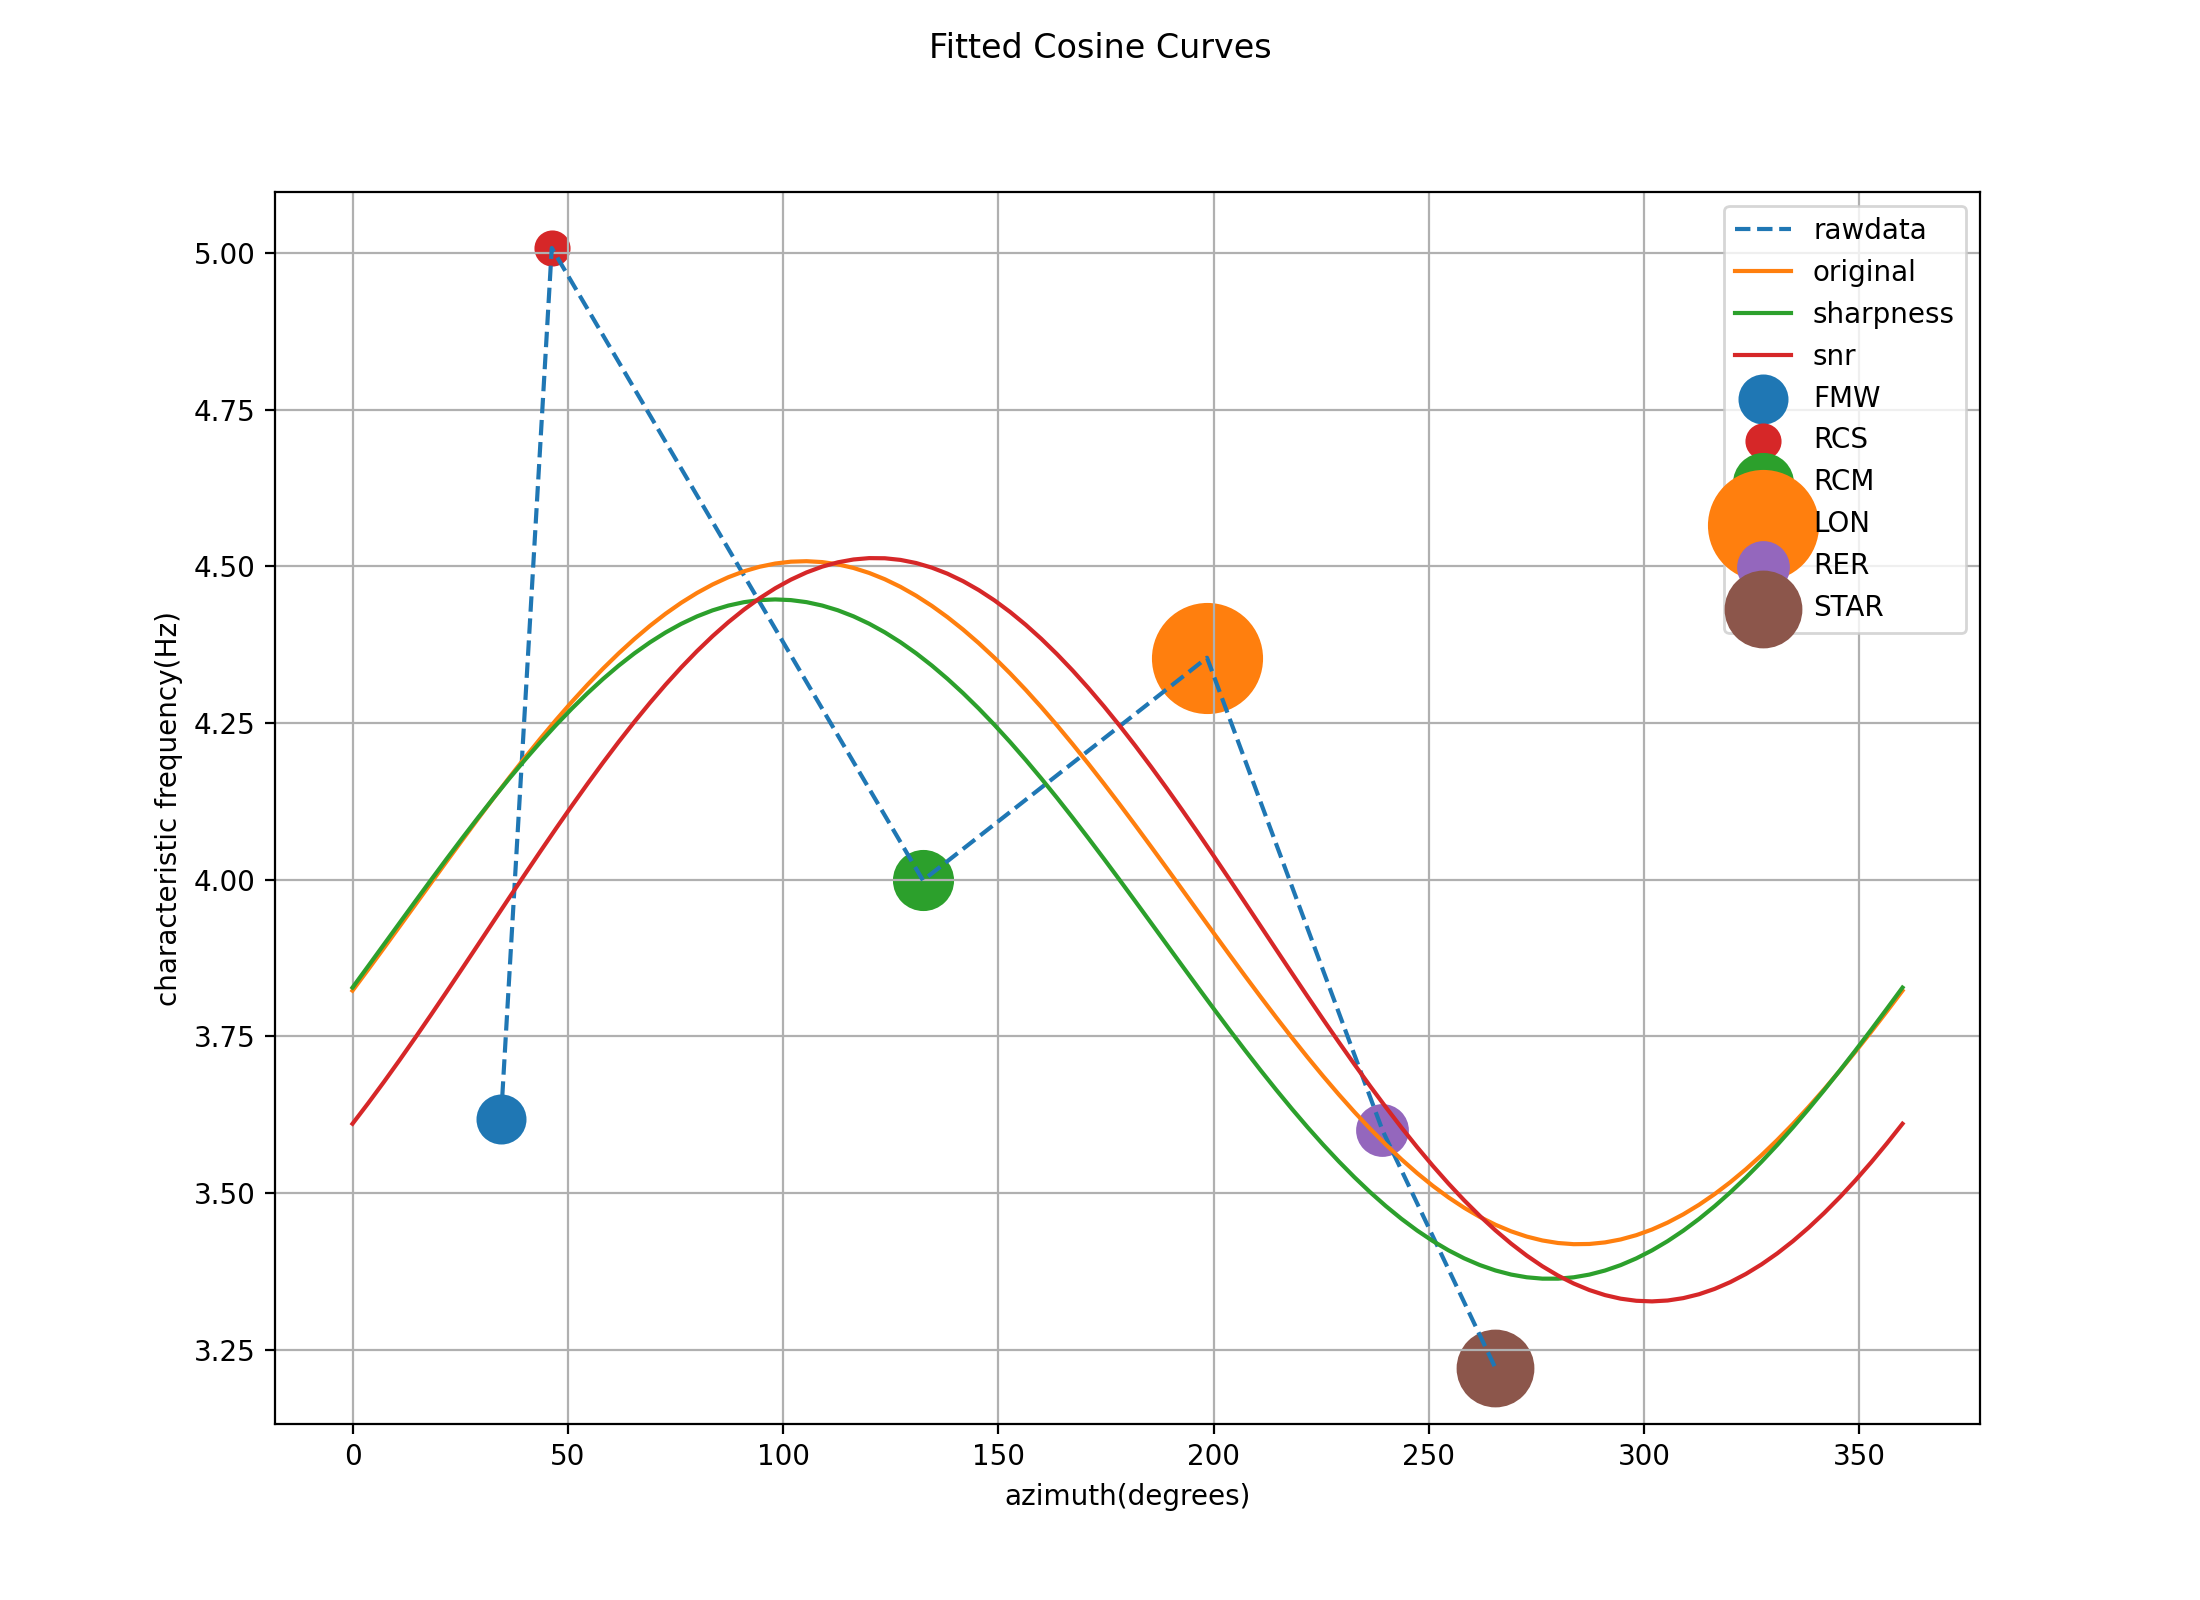 Fitted Cosine Curves
5.00
4.75
4.50
4.25
4.00
3.75
3.50
3.25
characteristic frequency(Hz)
rawdata
original
sharpness
snr
FMW
RCS
RCM
LON
RER
STAR
0 50 100 150 200 250 300 350
azimuth(degrees)